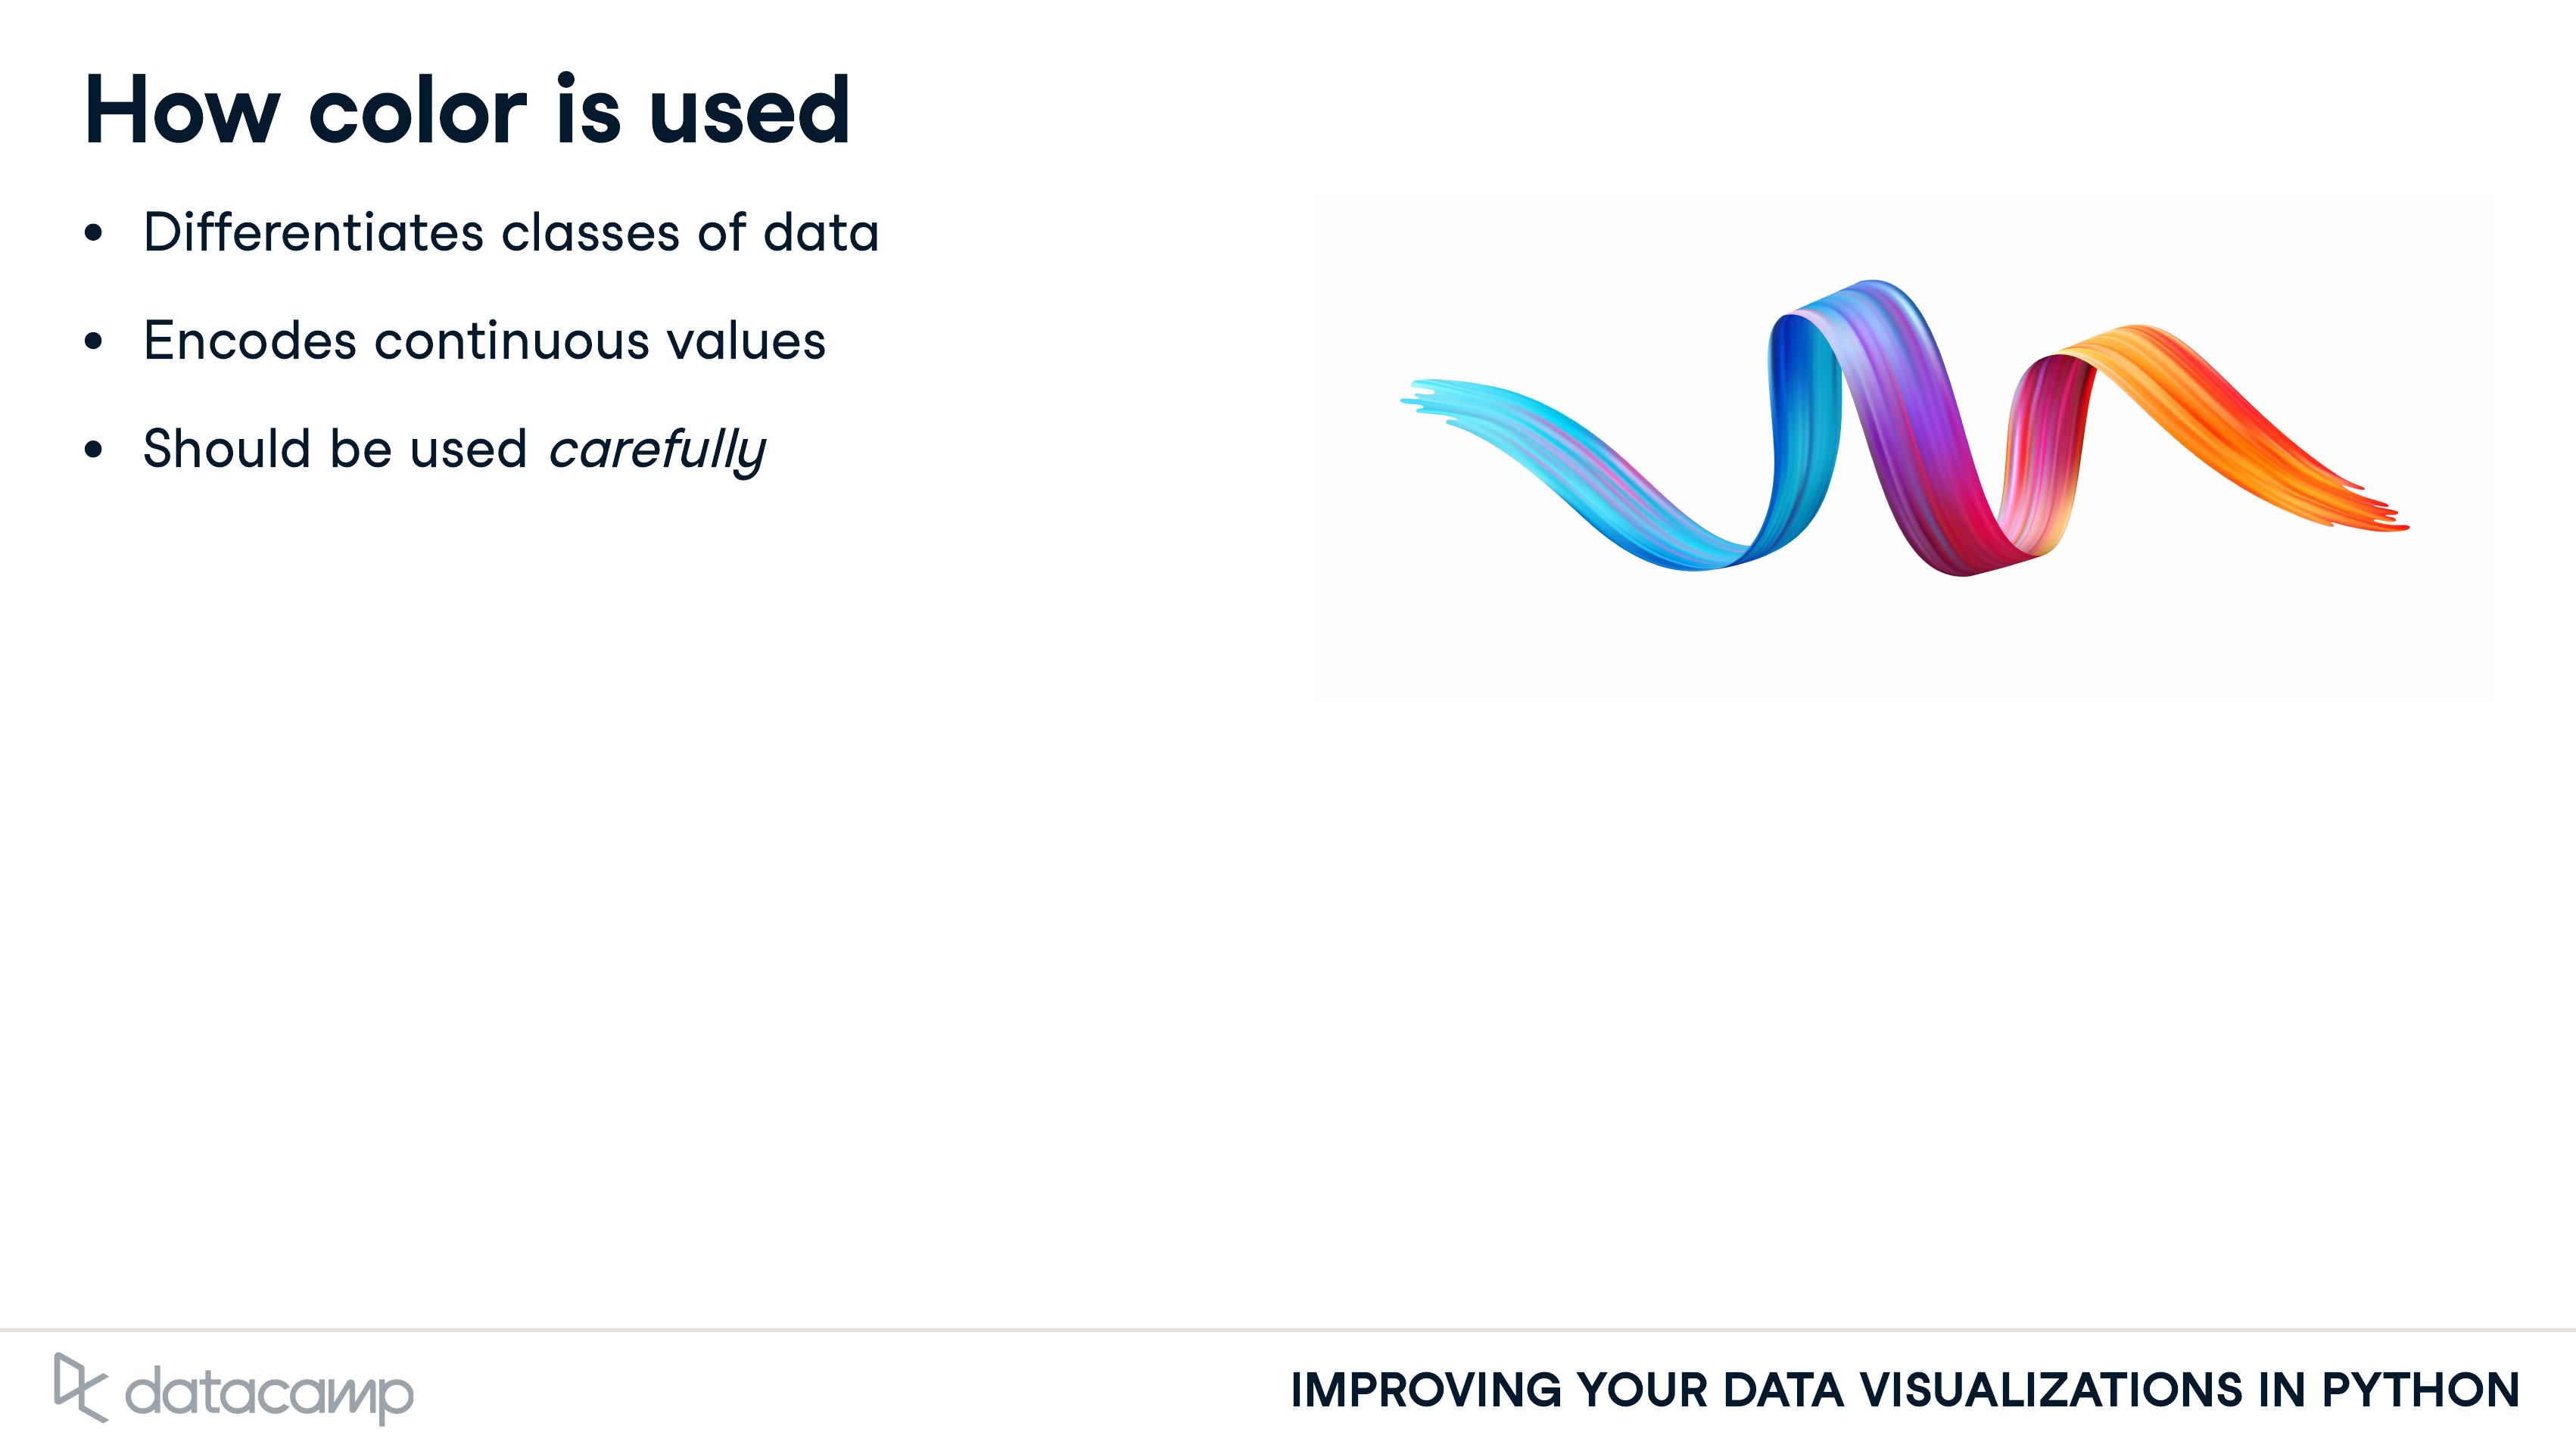 How color is used
• Differentiates classes of data
• Encodes continuous values
• Should be used carefully
datacamp
IMPROVING YOUR DATA VISUALIZATIONS IN PYTHON